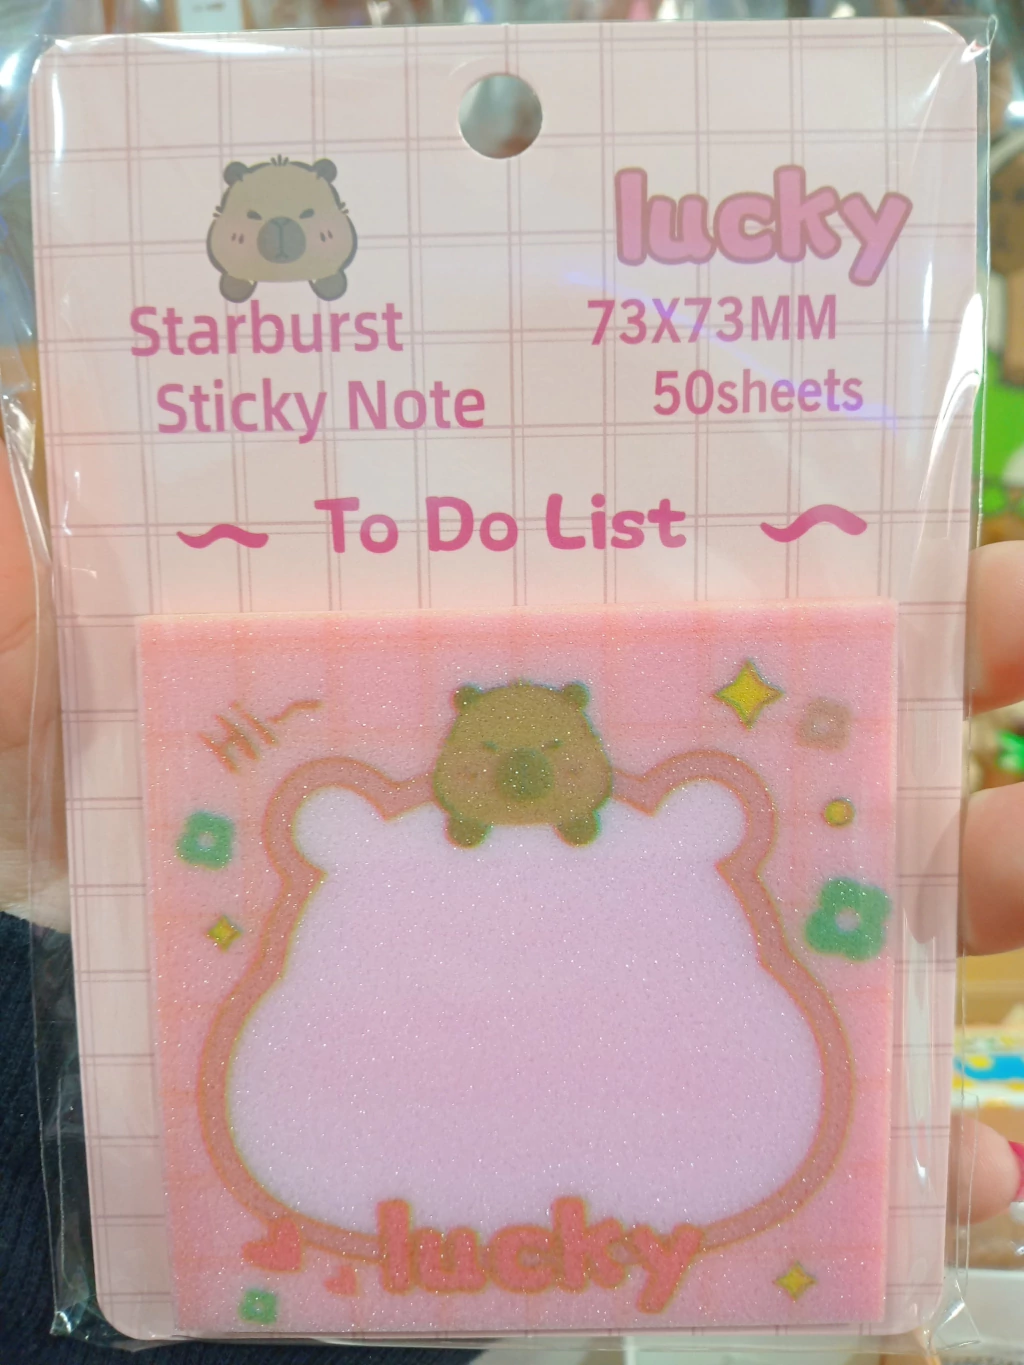 lucky
Starburst
Sticky Note
73X73MM
50sheets
~ To Do List ~
Hi~
lucky